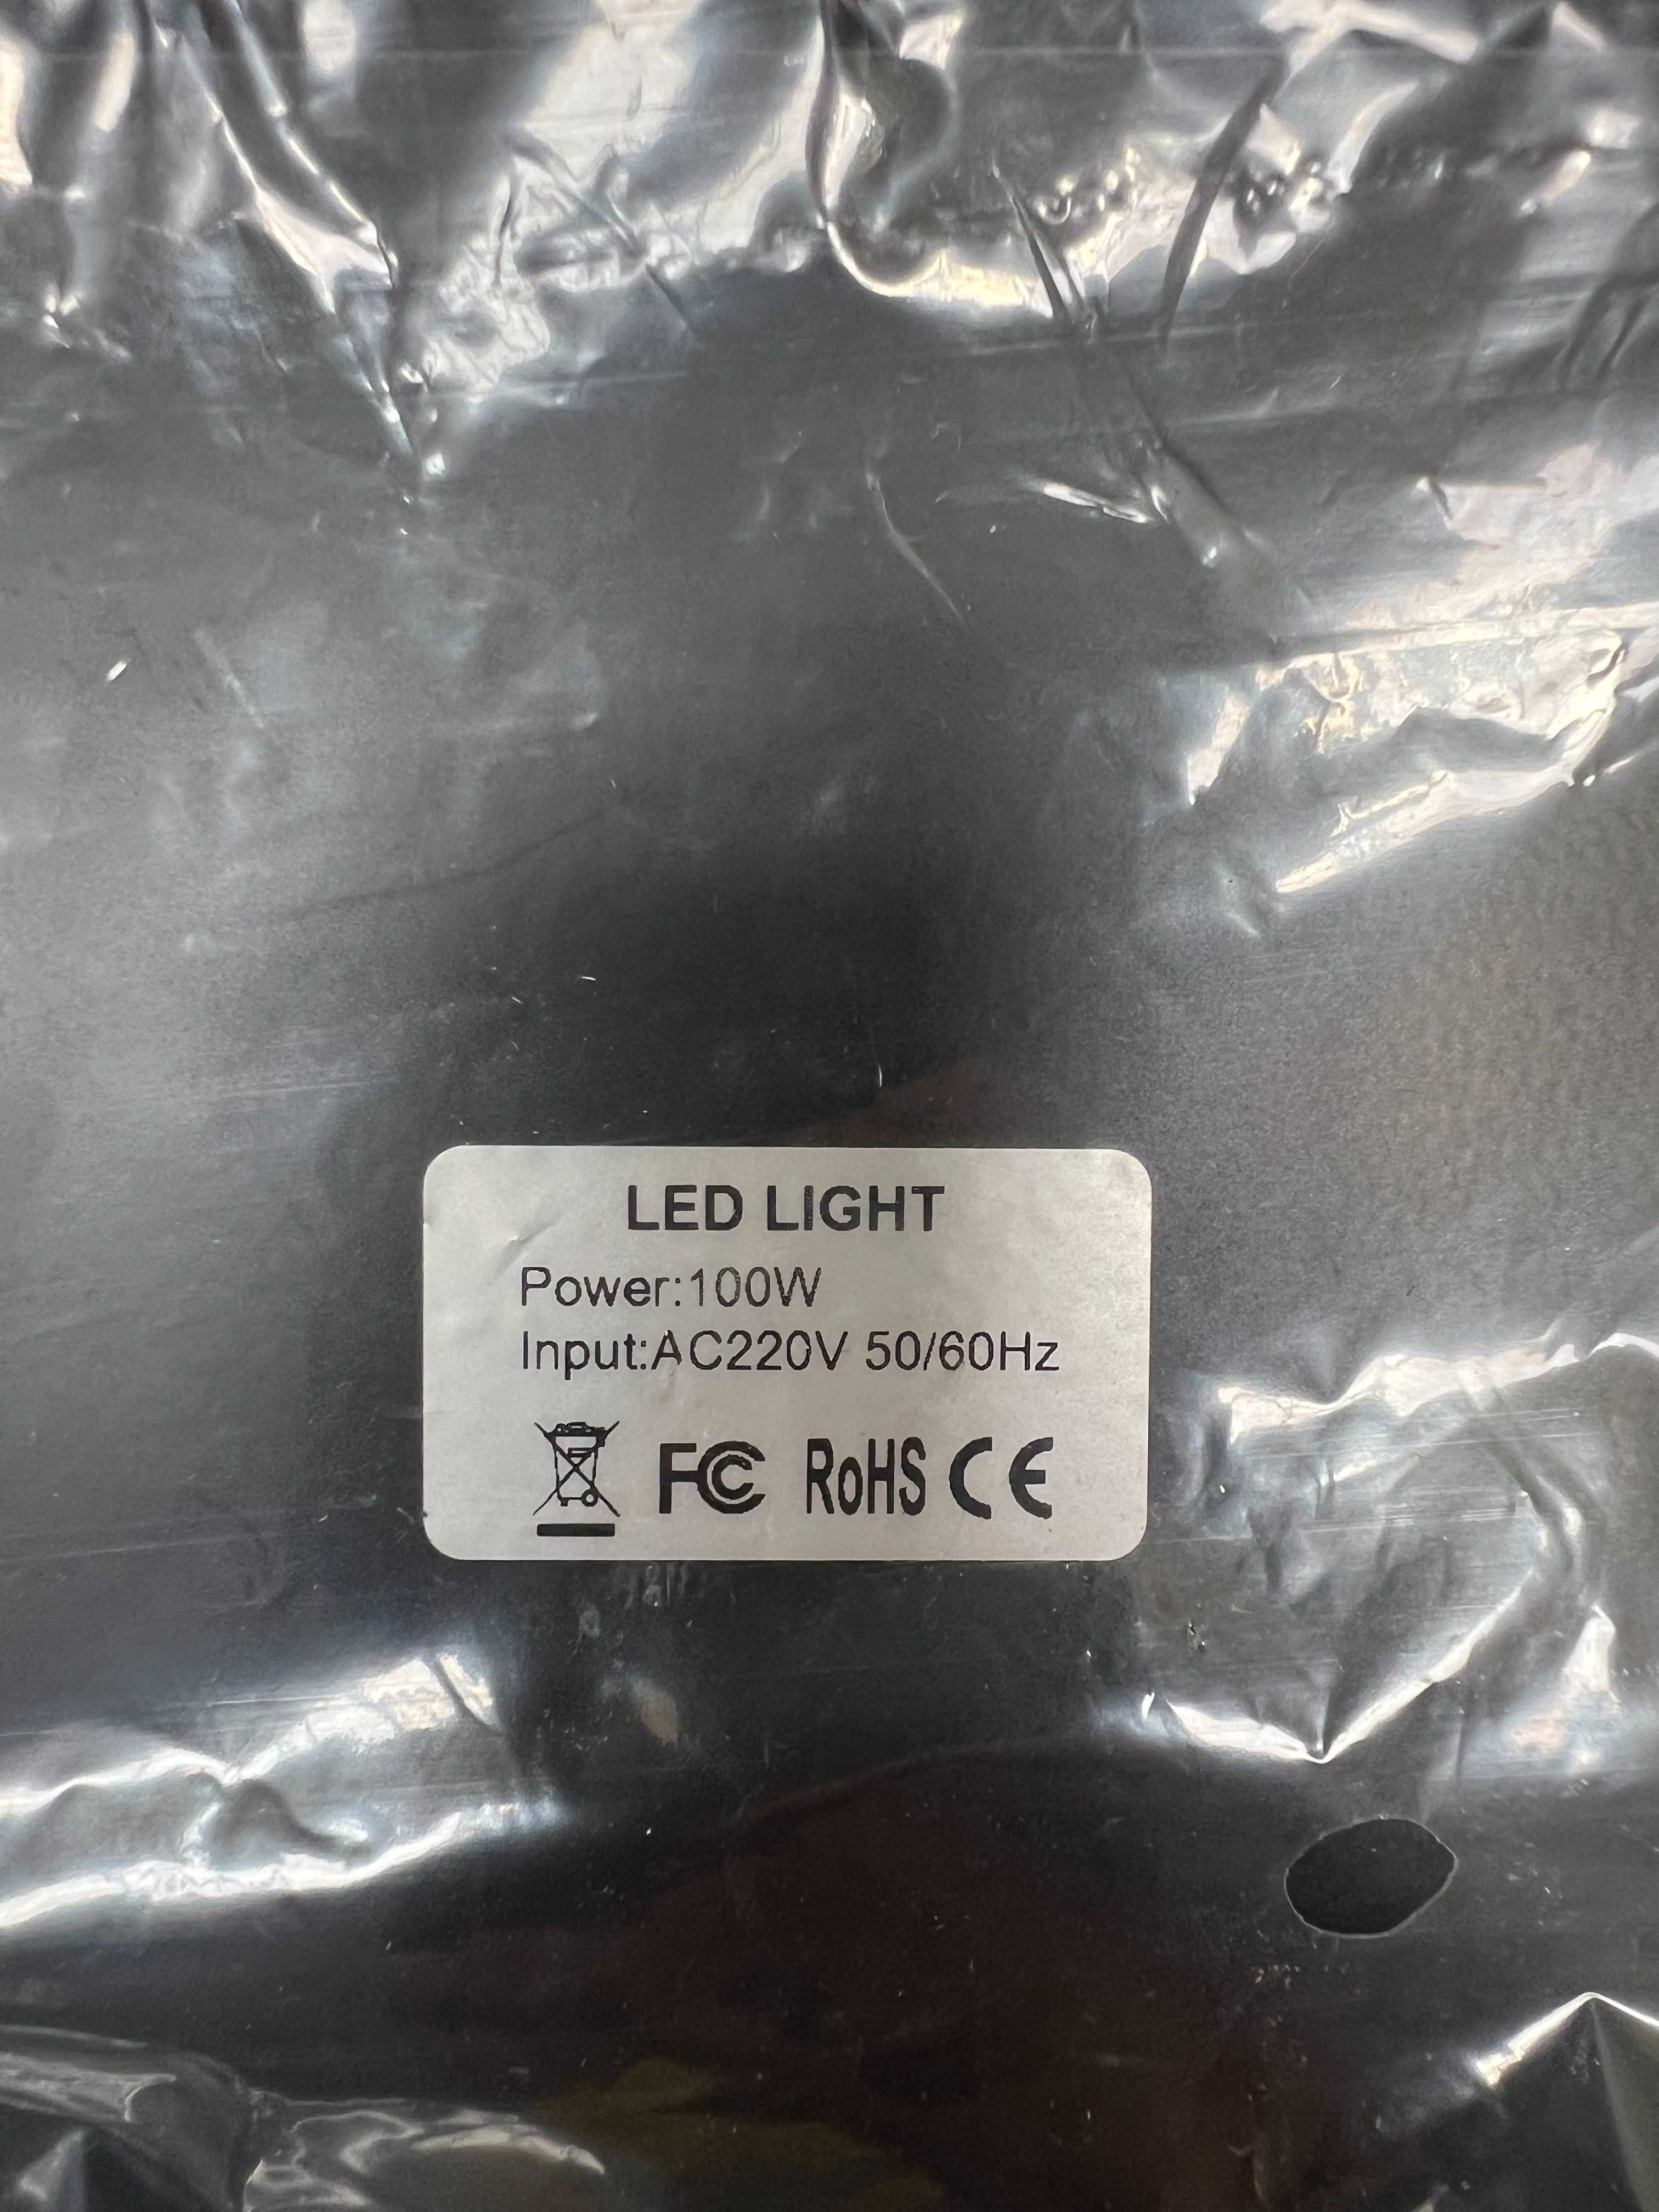 LED LIGHT
Power:100W
Input:AC220V 50/60Hz
FC RoHS CE